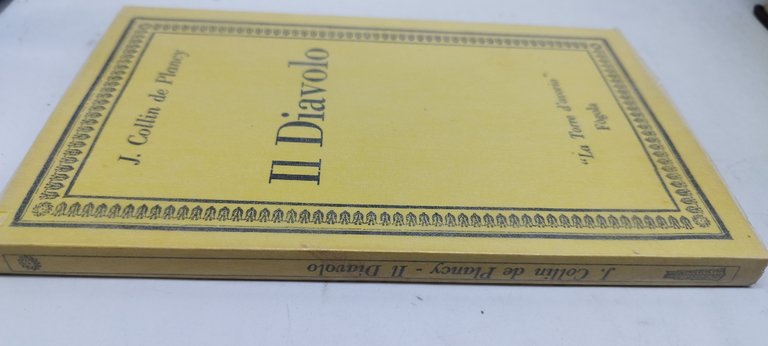 J. Collin de Plancy
Il Diavolo
"La Torre d'avorio"
Fògola
J. Collin de Plancy - Il Diavolo